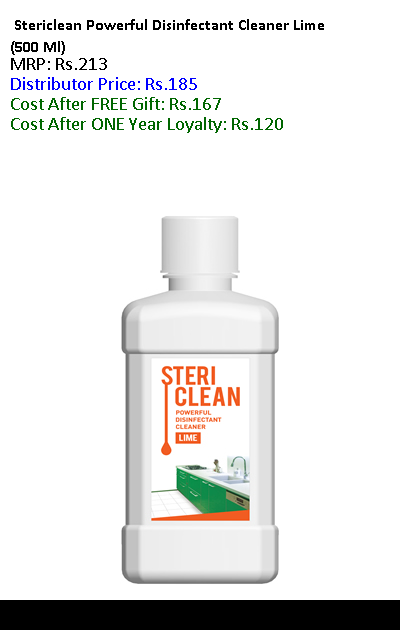 Stericlean Powerful Disinfectant Cleaner Lime
(500 Ml)
MRP: Rs.213
Distributor Price: Rs.185
Cost After FREE Gift: Rs.167
Cost After ONE Year Loyalty: Rs.120
STERI
CLEAN
POWERFUL
DISINFECTANT
CLEANER
LIME